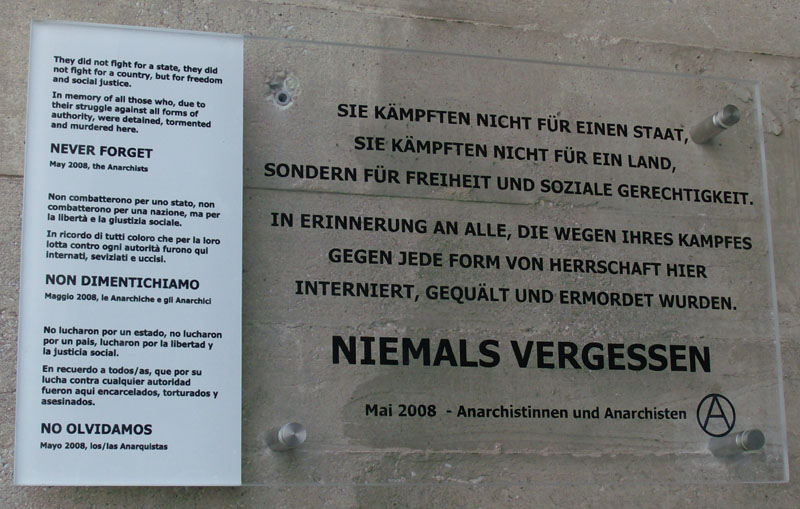 They did not fight for a state, they did
not fight for a country, but for freedom
and social justice.
In memory of all those who, due to
their struggle against all forms of
authority, were detained, tormented
and murdered here.
NEVER FORGET
May 2008, the Anarchists
Non combatterono per uno stato, non
combatterono per una nazione, ma per
la libertà e la giustizia sociale.
In ricordo di tutti coloro che per la loro
lotta contro ogni autorità furono qui
internati, seviziati e uccisi.
NON DIMENTICHIAMO
Maggio 2008, le Anarchiche e gli Anarchici
No lucharon por un estado, no lucharon
por un pais, lucharon por la libertad y
la justicia social.
En recuerdo a todos/as, que por su
lucha contra cualquier autoridad
fueron aqui encarcelados, torturados y
asesinados.
NO OLVIDAMOS
Mayo 2008, los/las Anarquistas
SIE KÄMPFTEN NICHT FÜR EINEN STAAT,
SIE KÄMPFTEN NICHT FÜR EIN LAND,
SONDERN FÜR FREIHEIT UND SOZIALE GERECHTIGKEIT.
IN ERINNERUNG AN ALLE, DIE WEGEN IHRES KAMPFES
GEGEN JEDE FORM VON HERRSCHAFT HIER
INTERNIERT, GEQUÄLT UND ERMORDET WURDEN.
NIEMALS VERGESSEN
Mai 2008 - Anarchistinnen und Anarchisten A